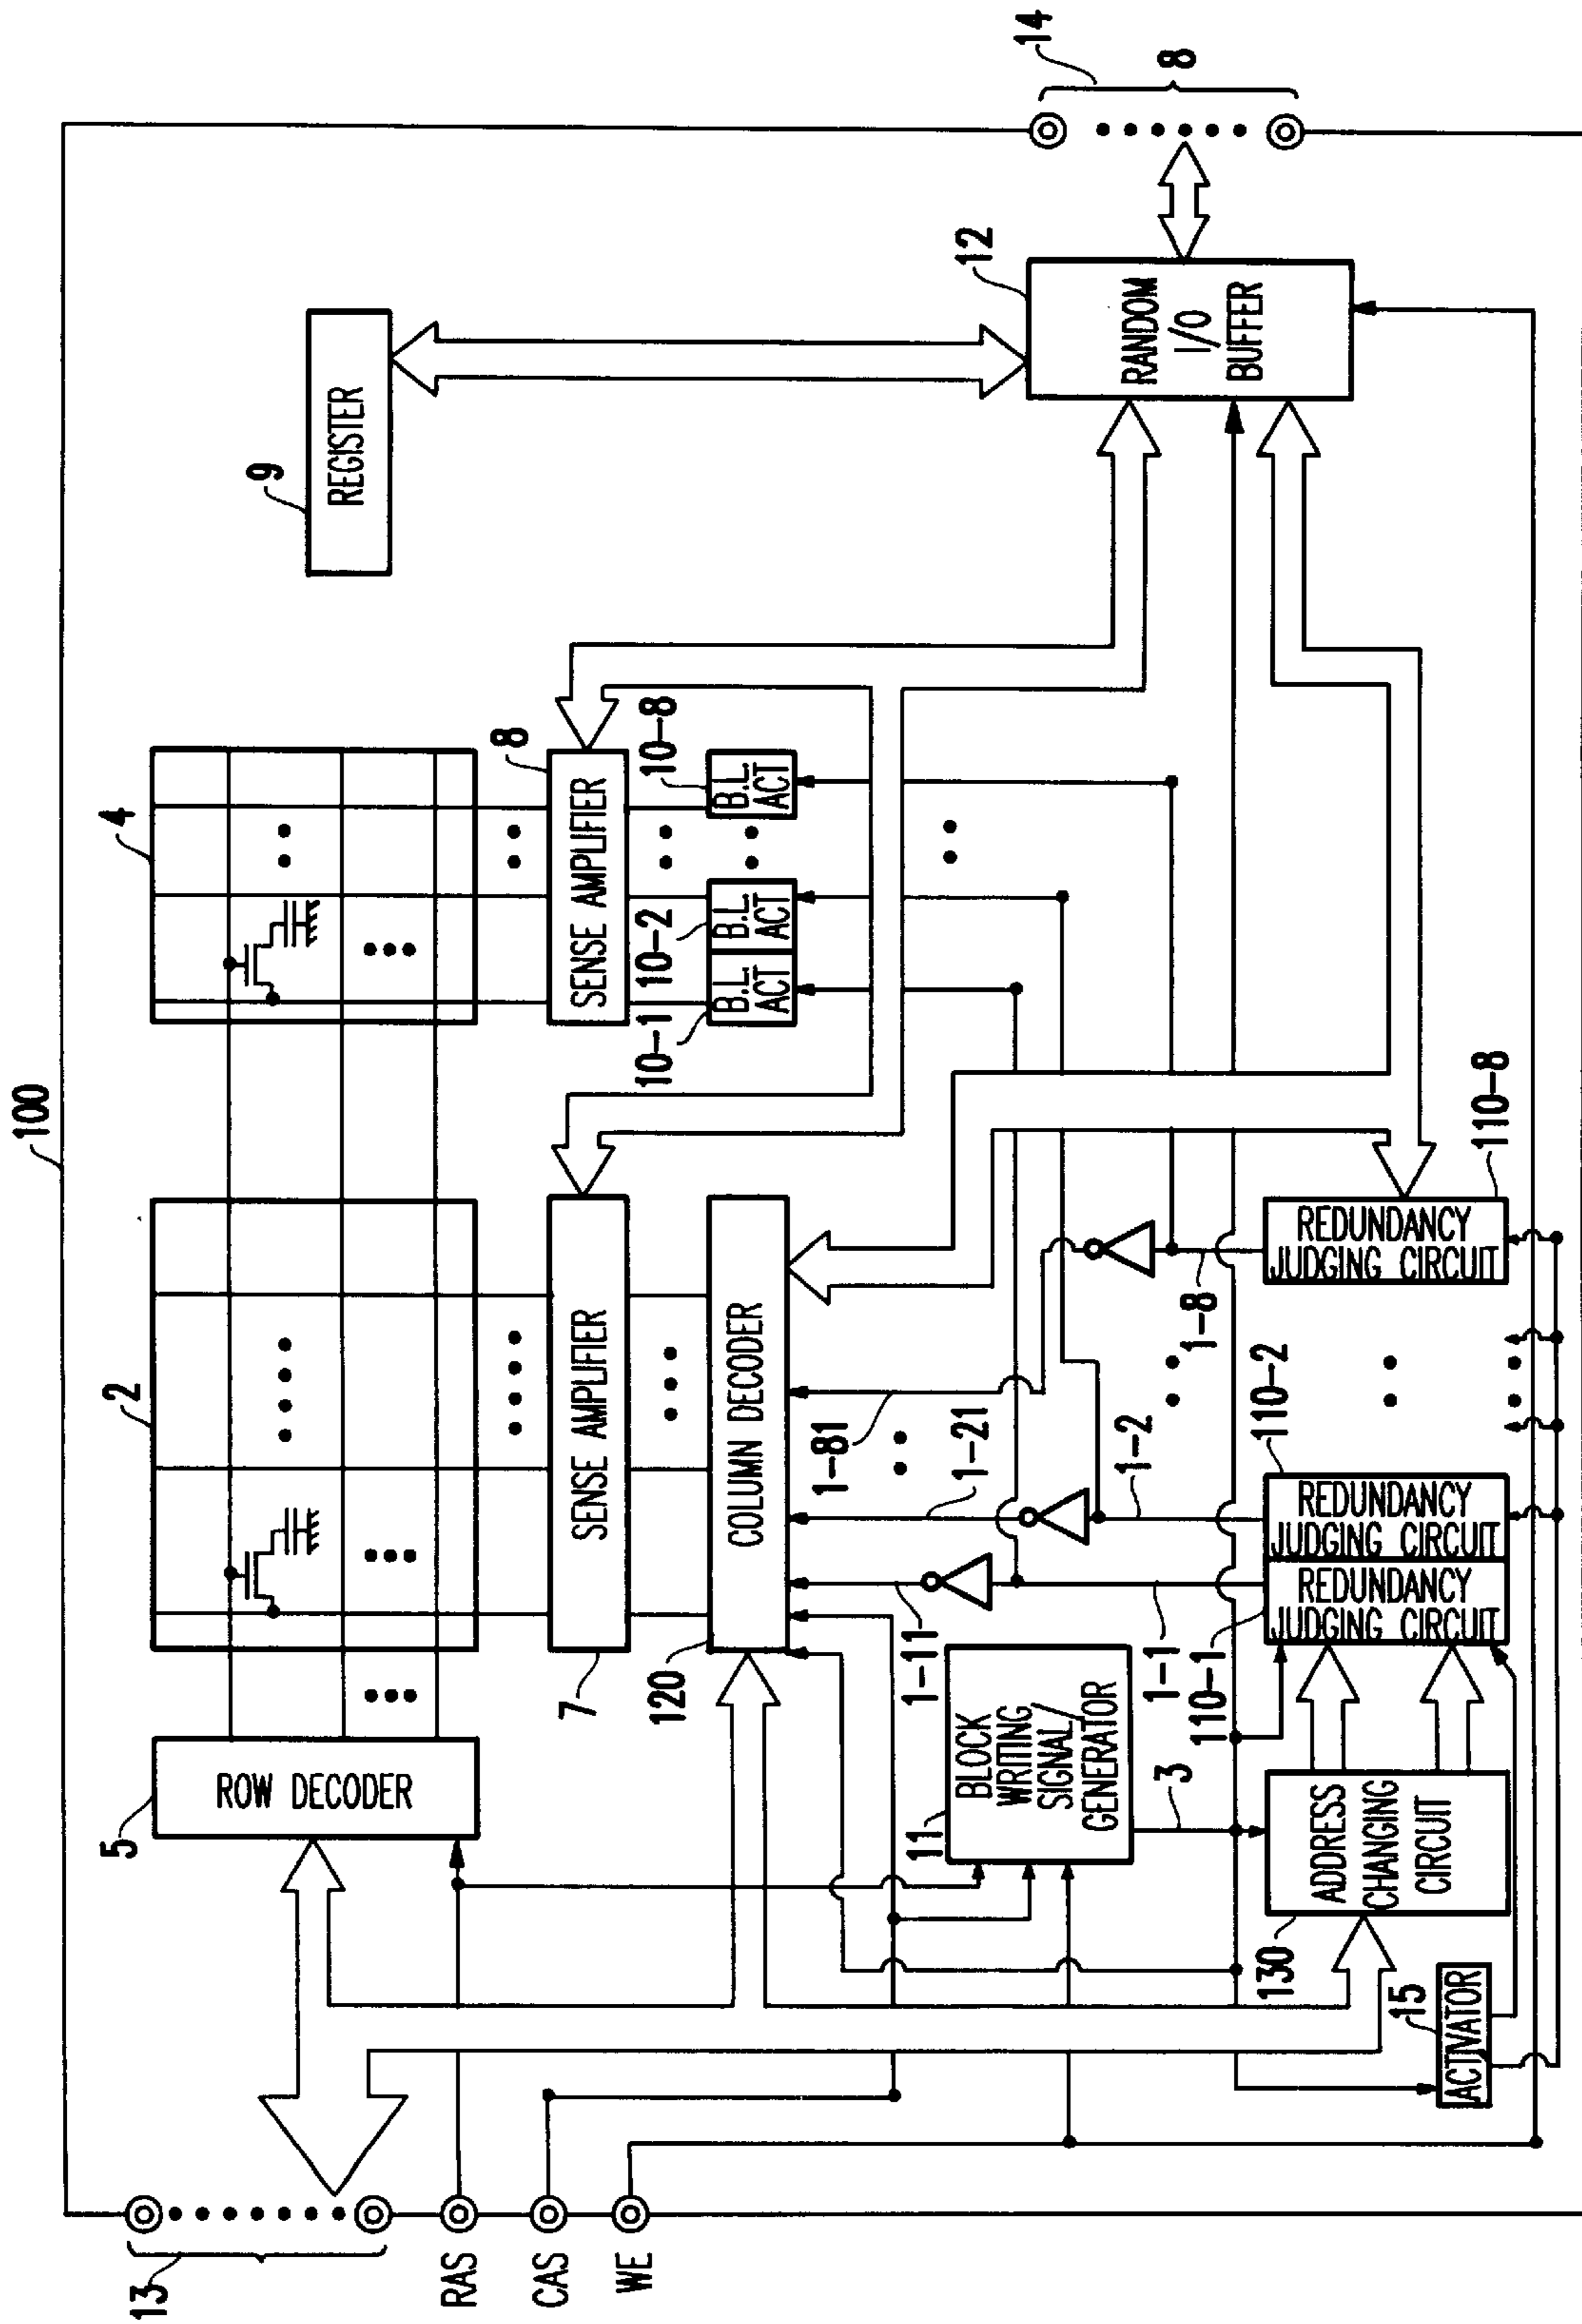 100
13
RAS
CAS
WE
5
ROW DECODER
2
4
7
SENSE AMPLIFIER
8
SENSE AMPLIFIER
9
REGISTER
120
COLUMN DECODER
10-1
B.L.
ACT
10-2
B.L.
ACT
10-8
B.L.
ACT
11
BLOCK
WRITING
SIGNAL
GENERATOR
3
1-11
1-21
1-81
1-1
1-2
1-8
12
RANDOM
I/O
BUFFER
14
8
130
ADDRESS
CHANGING
CIRCUIT
15
ACTIVATOR
110-1
REDUNDANCY
JUDGING CIRCUIT
110-2
REDUNDANCY
JUDGING CIRCUIT
110-8
REDUNDANCY
JUDGING CIRCUIT